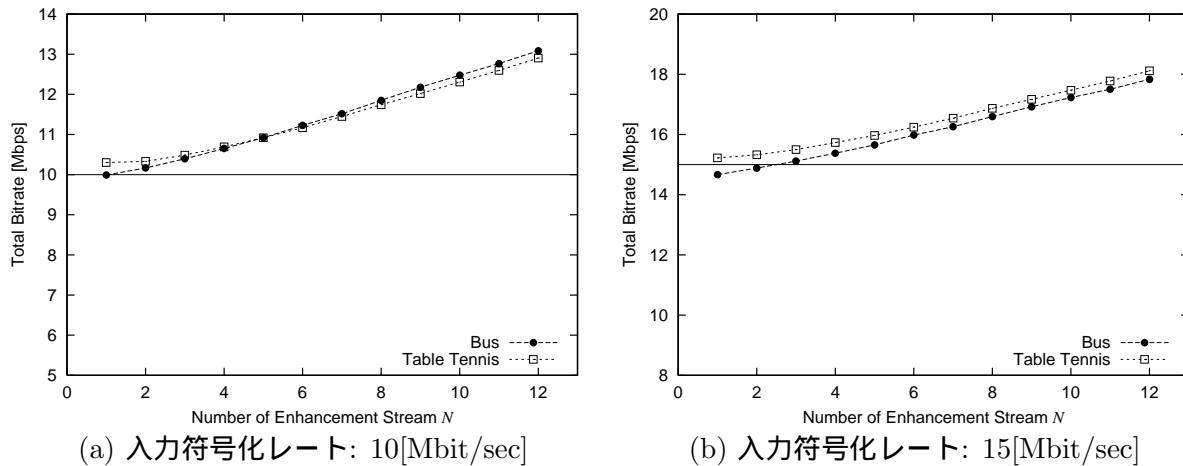 14
13
12
11
10
9
8
7
6
5
Total Bitrate [Mbps]
0 2 4 6 8 10 12
Number of Enhancement Stream N
Bus
Table Tennis
(a) 入力符号化レート: 10[Mbit/sec]
20
18
16
14
12
10
8
Total Bitrate [Mbps]
0 2 4 6 8 10 12
Number of Enhancement Stream N
Bus
Table Tennis
(b) 入力符号化レート: 15[Mbit/sec]